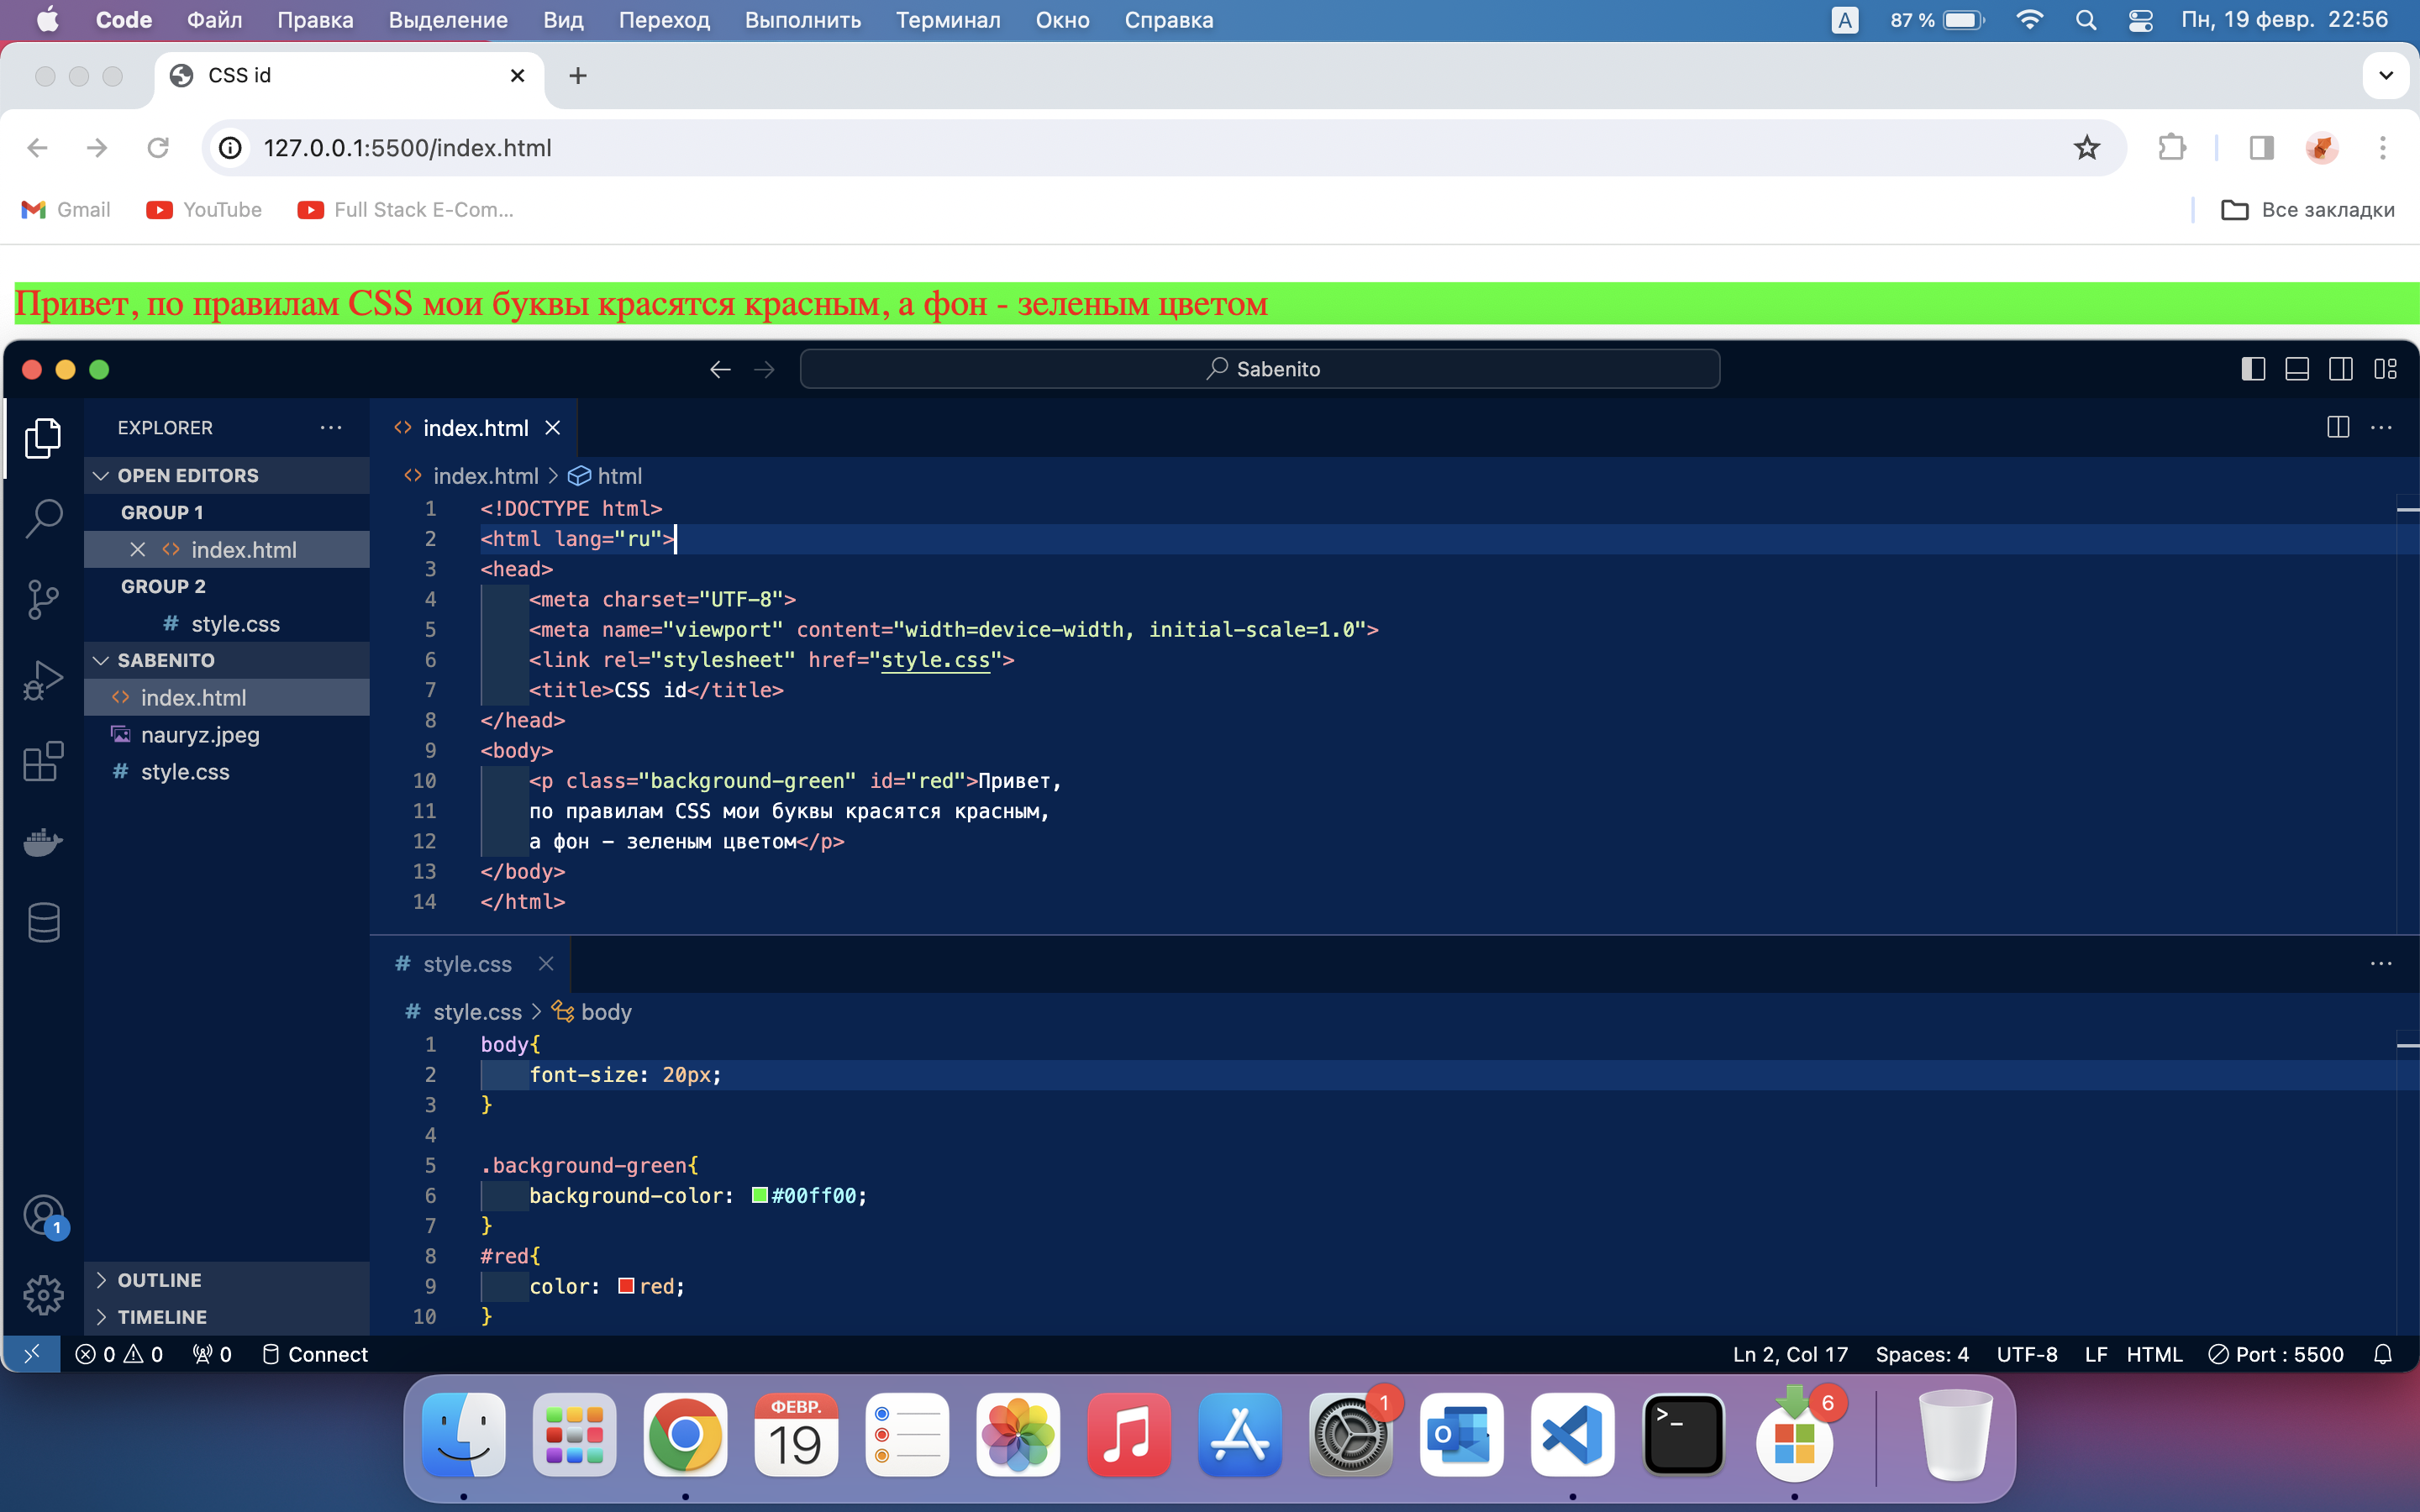 Code Файл Правка Выделение Вид Переход Выполнить Терминал Окно Справка A 87 % Пн, 19 февр. 22:56
CSS id
127.0.0.1:5500/index.html
Gmail YouTube Full Stack E-Com... Все закладки
Привет, по правилам CSS мои буквы красятся красным, а фон - зеленым цветом
Sabenito
EXPLORER
OPEN EDITORS
GROUP 1
index.html
GROUP 2
# style.css
SABENITO
index.html
nauryz.jpeg
# style.css
OUTLINE
TIMELINE
index.html
index.html > html
1 <!DOCTYPE html>
2 <html lang="ru">
3 <head>
4 <meta charset="UTF-8">
5 <meta name="viewport" content="width=device-width, initial-scale=1.0">
6 <link rel="stylesheet" href="style.css">
7 <title>CSS id</title>
8 </head>
9 <body>
10 <p class="background-green" id="red">Привет,
11 по правилам CSS мои буквы красятся красным,
12 а фон - зеленым цветом</p>
13 </body>
14 </html>
# style.css
# style.css > body
1 body{
2 font-size: 20px;
3 }
4
5 .background-green{
6 background-color: #00ff00;
7 }
8 #red{
9 color: red;
10 }
1
0 0 0 Connect Ln 2, Col 17 Spaces: 4 UTF-8 LF HTML Port : 5500
ФЕВР.
19
1
O
>_
6